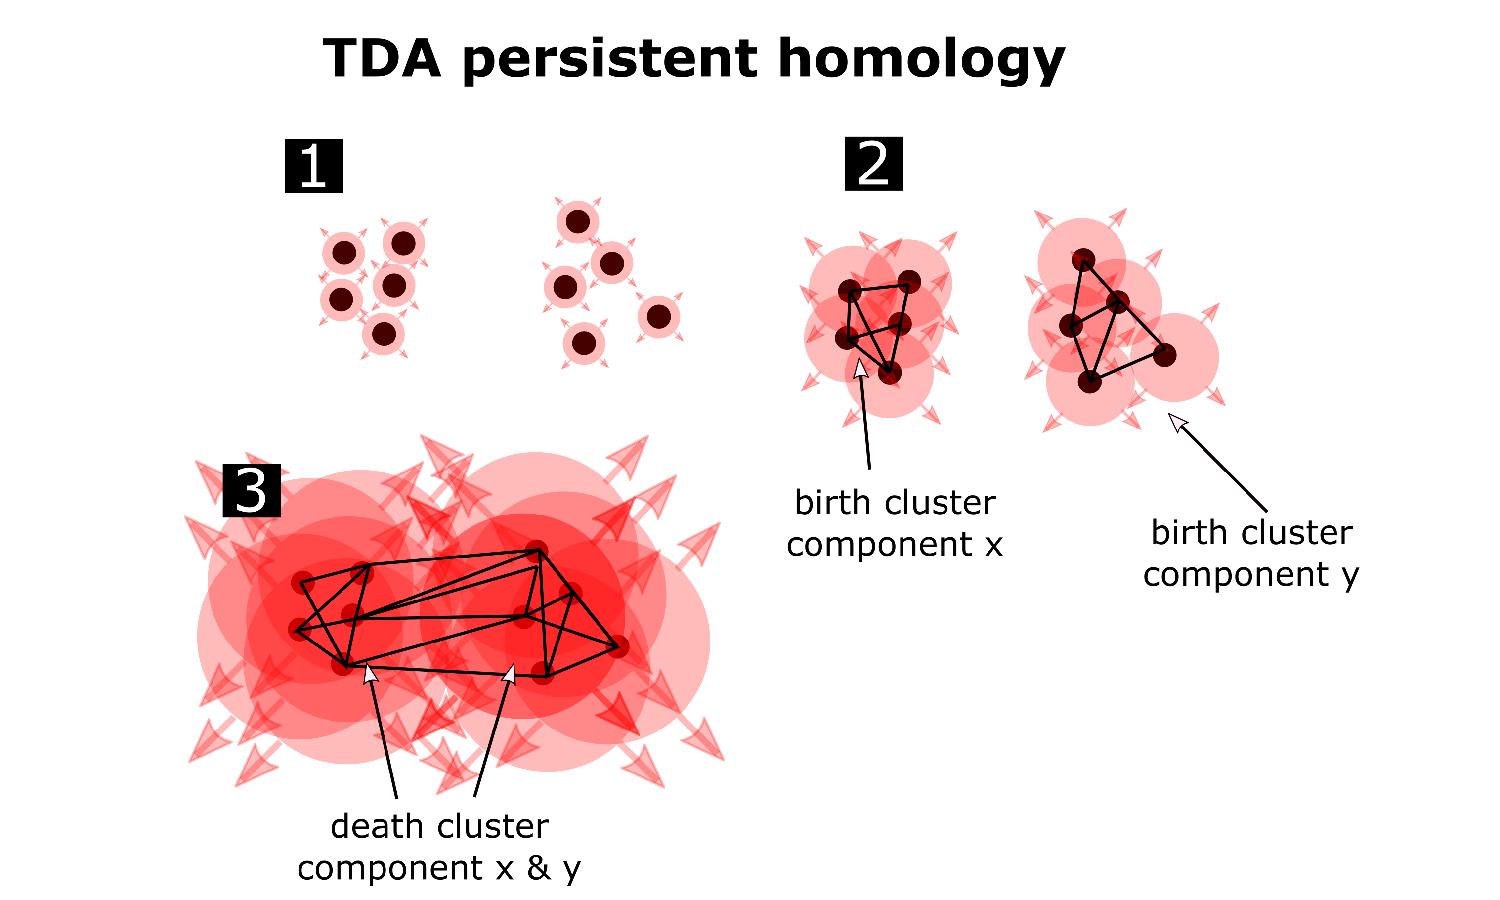 TDA persistent homology
1
2
birth cluster
component x
birth cluster
component y
3
death cluster
component x & y